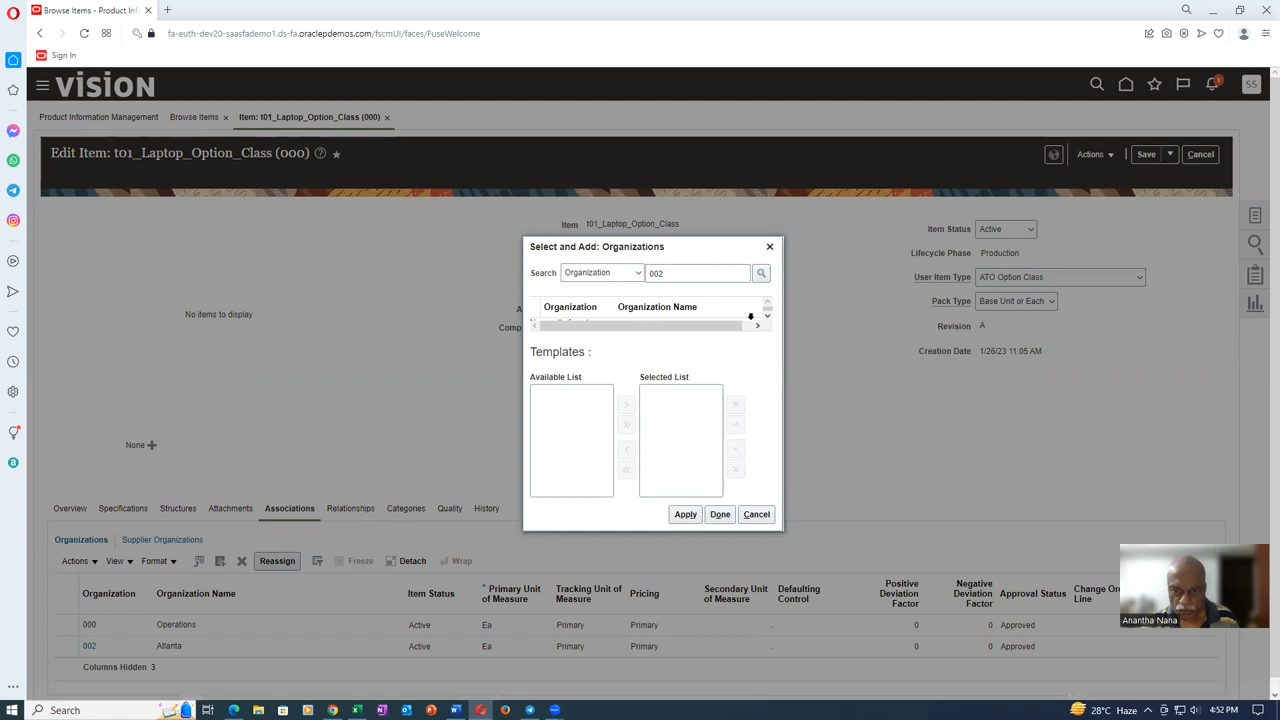 Browse Items - Product Inform
fa-euth-dev20-saasfademo1.ds-fa.oraclepdemos.com/fscmUI/faces/FuseWelcome
Sign In
VISION
1
SS
Product Information Management
Browse Items
Item: t01_Laptop_Option_Class (000)
Edit Item: t01_Laptop_Option_Class (000)
Actions
Save
Cancel
Item t01_Laptop_Option_Class
Item Status Active
Lifecycle Phase Production
User Item Type ATO Option Class
Pack Type Base Unit or Each
Revision A
Creation Date 1/26/23 11:05 AM
No items to display
None
Select and Add: Organizations
Search Organization 002
Organization Organization Name
Templates :
Available List Selected List
Apply Done Cancel
Overview Specifications Structures Attachments Associations Relationships Categories Quality History
Organizations Supplier Organizations
Actions View Format Reassign Freeze Detach Wrap
Organization Organization Name Item Status * Primary Unit of Measure Tracking Unit of Measure Pricing Secondary Unit of Measure Defaulting Control Positive Deviation Factor Negative Deviation Factor Approval Status Change Or Line
000 Operations Active Ea Primary Primary . 0 0 Approved
002 Atlanta Active Ea Primary Primary . 0 0 Approved
Columns Hidden 3
Anantha Nana
Search
28°C Haze
ENG
4:52 PM